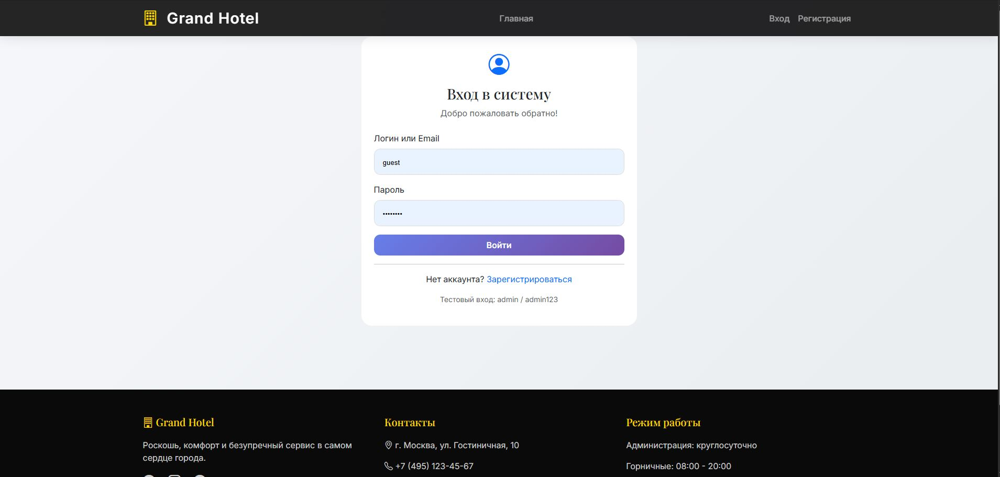 Grand Hotel
Главная
Вход
Регистрация
Вход в систему
Добро пожаловать обратно!
Логин или Email
guest
Пароль
••••••••
Войти
Нет аккаунта? Зарегистрироваться
Тестовый вход: admin / admin123
Grand Hotel
Роскошь, комфорт и безупречный сервис в самом
сердце города.
Контакты
г. Москва, ул. Гостиничная, 10
+7 (495) 123-45-67
Режим работы
Администрация: круглосуточно
Горничные: 08:00 - 20:00